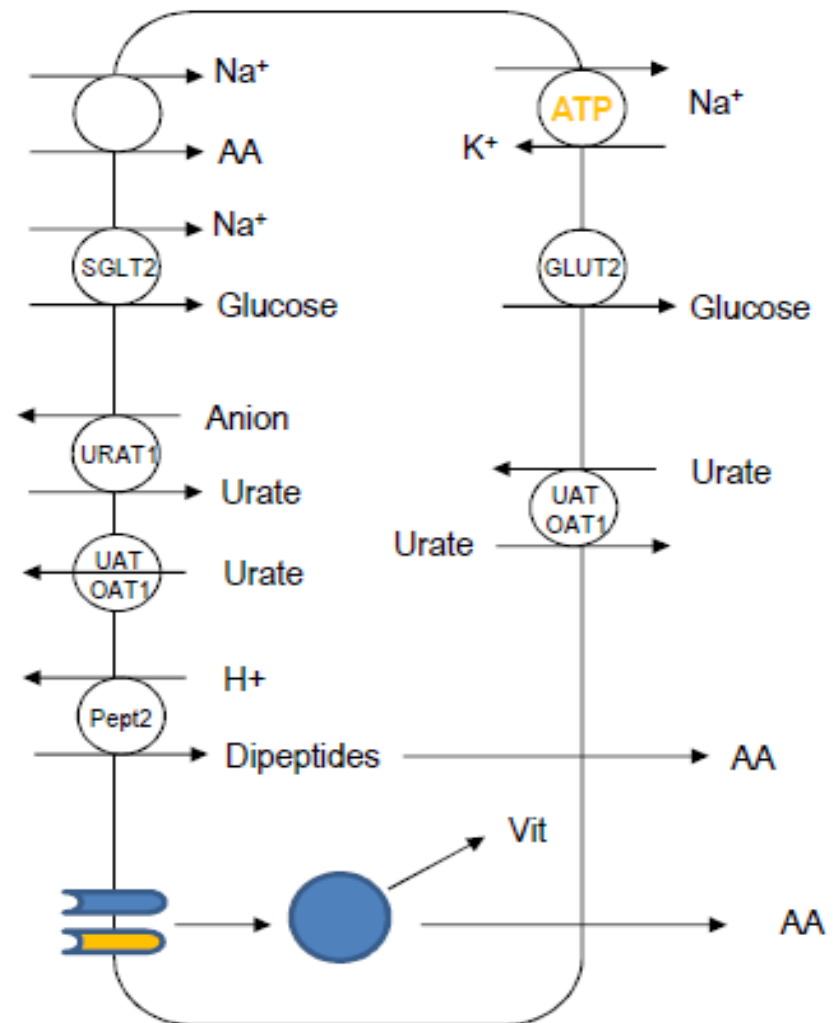 Na⁺
AA
Na⁺
SGLT2
Glucose
Anion
URAT1
Urate
UAT
OAT1
Urate
H+
Pept2
Dipeptides
AA
Vit
AA
ATP
Na⁺
K⁺
GLUT2
Glucose
Urate
UAT
OAT1
Urate